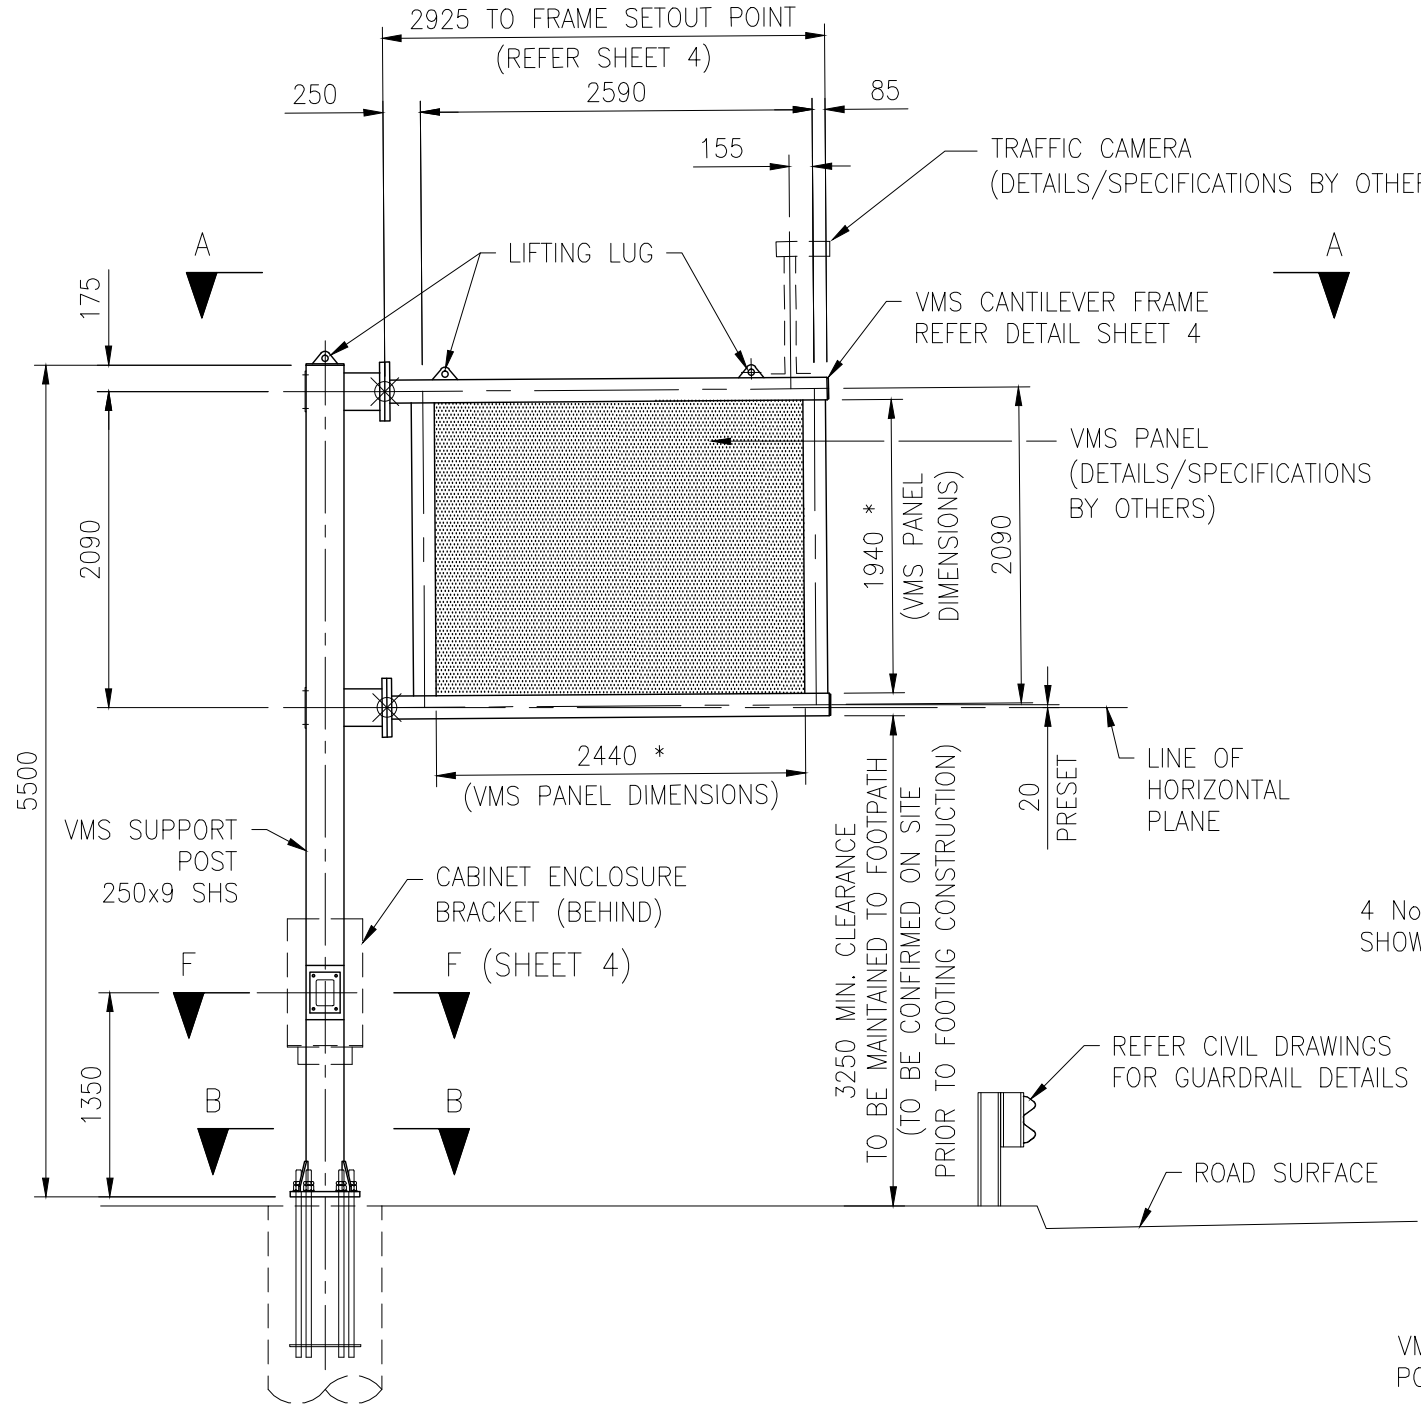 2925 TO FRAME SETOUT POINT
(REFER SHEET 4)
250
2590
85
155
TRAFFIC CAMERA
(DETAILS/SPECIFICATIONS BY OTHER
A
LIFTING LUG
A
175
VMS CANTILEVER FRAME
REFER DETAIL SHEET 4
VMS PANEL
(DETAILS/SPECIFICATIONS
BY OTHERS)
2090
1940 *
(VMS PANEL
DIMENSIONS)
2090
5500
2440 *
(VMS PANEL DIMENSIONS)
LINE OF
HORIZONTAL
PLANE
20
PRESET
VMS SUPPORT
POST
250x9 SHS
CABINET ENCLOSURE
BRACKET (BEHIND)
3250 MIN. CLEARANCE
TO BE MAINTAINED TO FOOTPATH
(TO BE CONFIRMED ON SITE
PRIOR TO FOOTING CONSTRUCTION)
4 No
SHOW
F
F (SHEET 4)
1350
REFER CIVIL DRAWINGS
FOR GUARDRAIL DETAILS
B
B
ROAD SURFACE